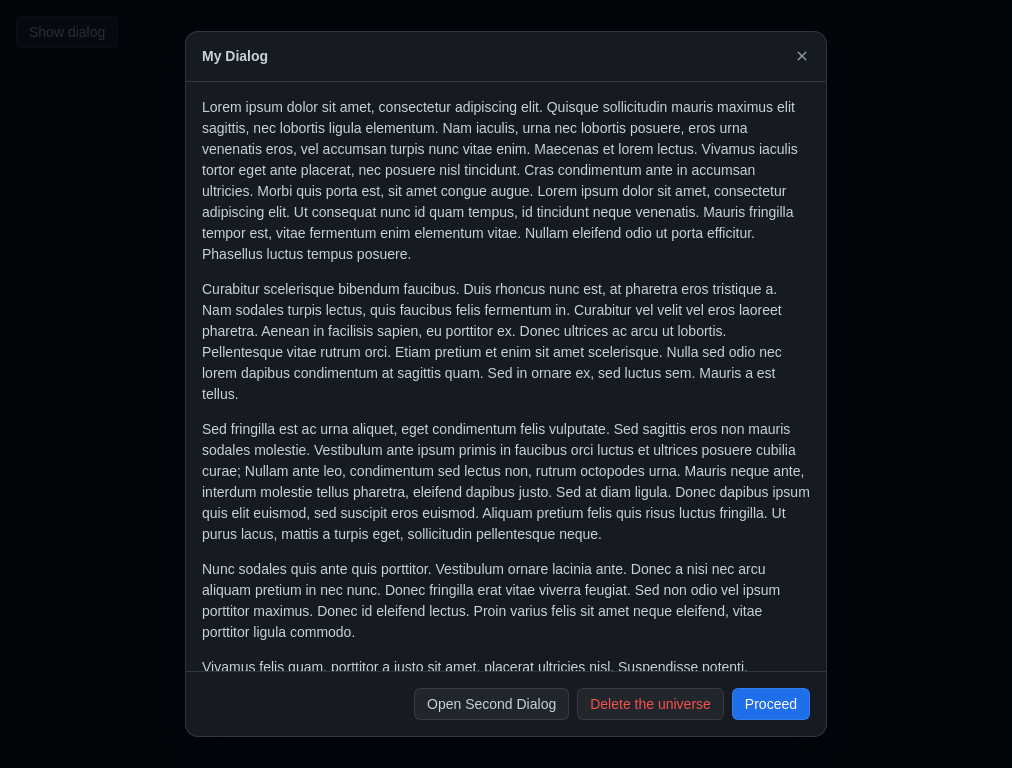 Show dialog
My Dialog
Lorem ipsum dolor sit amet, consectetur adipiscing elit. Quisque sollicitudin mauris maximus elit
sagittis, nec lobortis ligula elementum. Nam iaculis, urna nec lobortis posuere, eros urna
venenatis eros, vel accumsan turpis nunc vitae enim. Maecenas et lorem lectus. Vivamus iaculis
tortor eget ante placerat, nec posuere nisl tincidunt. Cras condimentum ante in accumsan
ultricies. Morbi quis porta est, sit amet congue augue. Lorem ipsum dolor sit amet, consectetur
adipiscing elit. Ut consequat nunc id quam tempus, id tincidunt neque venenatis. Mauris fringilla
tempor est, vitae fermentum enim elementum vitae. Nullam eleifend odio ut porta efficitur.
Phasellus luctus tempus posuere.
Curabitur scelerisque bibendum faucibus. Duis rhoncus nunc est, at pharetra eros tristique a.
Nam sodales turpis lectus, quis faucibus felis fermentum in. Curabitur vel velit vel eros laoreet
pharetra. Aenean in facilisis sapien, eu porttitor ex. Donec ultrices ac arcu ut lobortis.
Pellentesque vitae rutrum orci. Etiam pretium et enim sit amet scelerisque. Nulla sed odio nec
lorem dapibus condimentum at sagittis quam. Sed in ornare ex, sed luctus sem. Mauris a est
tellus.
Sed fringilla est ac urna aliquet, eget condimentum felis vulputate. Sed sagittis eros non mauris
sodales molestie. Vestibulum ante ipsum primis in faucibus orci luctus et ultrices posuere cubilia
curae; Nullam ante leo, condimentum sed lectus non, rutrum octopodes urna. Mauris neque ante,
interdum molestie tellus pharetra, eleifend dapibus justo. Sed at diam ligula. Donec dapibus ipsum
quis elit euismod, sed suscipit eros euismod. Aliquam pretium felis quis risus luctus fringilla. Ut
purus lacus, mattis a turpis eget, sollicitudin pellentesque neque.
Nunc sodales quis ante quis porttitor. Vestibulum ornare lacinia ante. Donec a nisi nec arcu
aliquam pretium in nec nunc. Donec fringilla erat vitae viverra feugiat. Sed non odio vel ipsum
porttitor maximus. Donec id eleifend lectus. Proin varius felis sit amet neque eleifend, vitae
porttitor ligula commodo.
Vivamus felis quam, porttitor a justo sit amet, placerat ultricies nisl. Suspendisse potenti.
Open Second Dialog
Delete the universe
Proceed